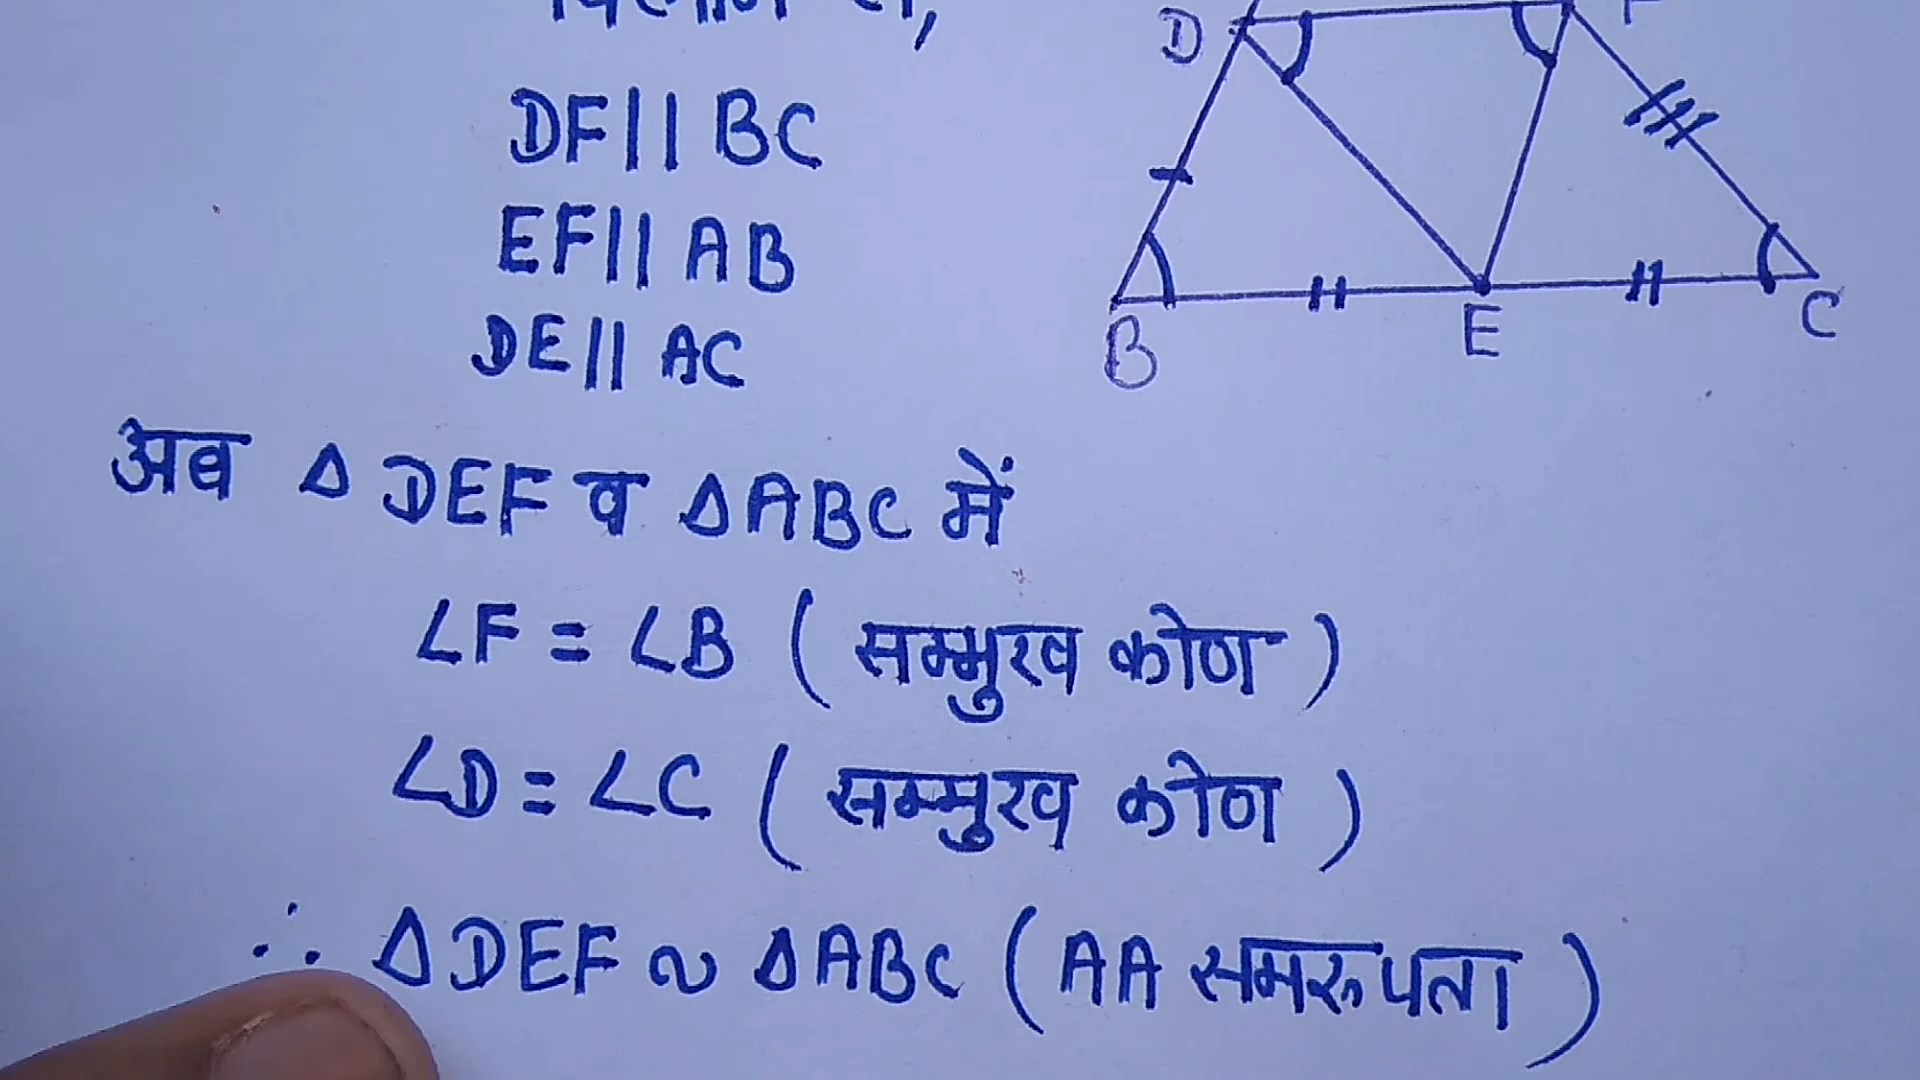 DF || BC
EF || AB
DE || AC
अब Δ DEF व Δ ABC में
∠F = ∠B ( सम्मुख कोण )
∠D = ∠C ( सम्मुख कोण )
∴ Δ DEF ~ Δ ABC ( AA समरुपता )
D
B
E
C